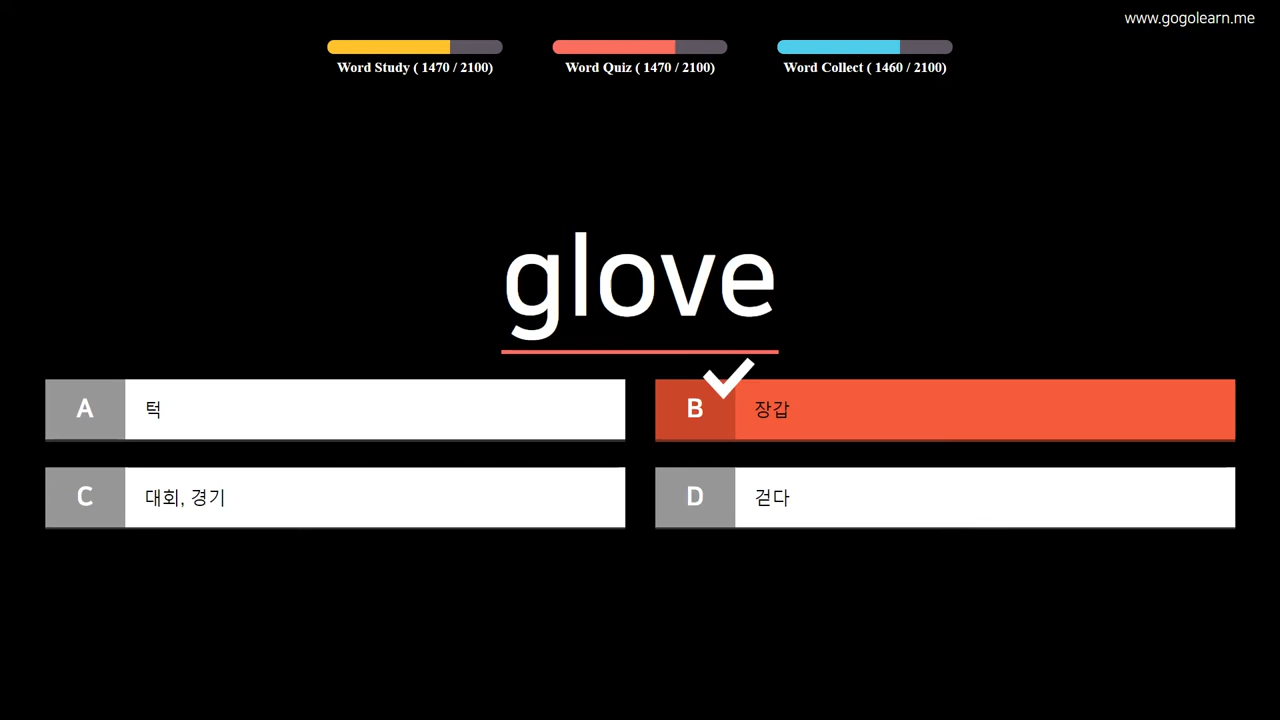 www.gogolearn.me
Word Study ( 1470 / 2100)
Word Quiz ( 1470 / 2100)
Word Collect ( 1460 / 2100)
glove
A 턱
B 장갑
C 대회, 경기
D 걷다